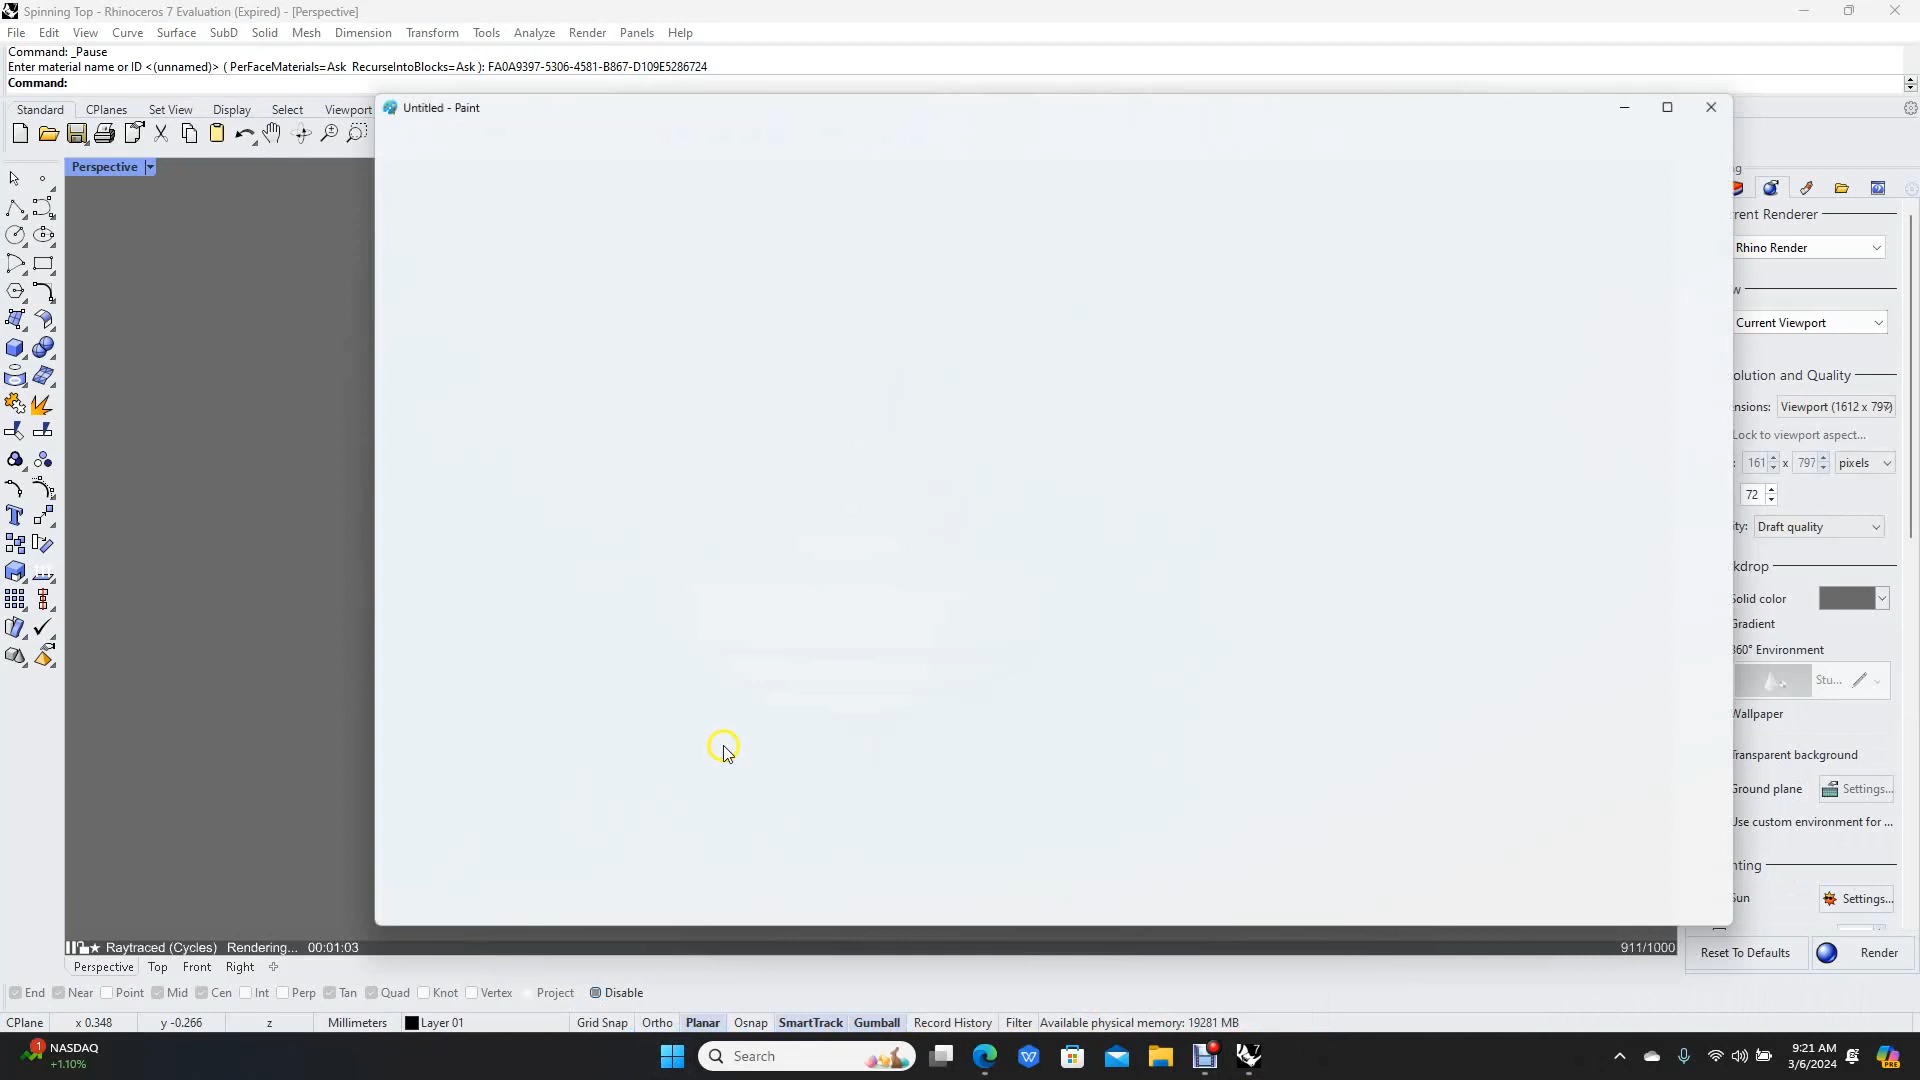 Spinning Top - Rhinoceros 7 Evaluation (Expired) - [Perspective]
File Edit View Curve Surface SubD Solid Mesh Dimension Transform Tools Analyze Render Panels Help
Command: _Pause
Enter material name or ID <(unnamed)> ( PerFaceMaterials=Ask RecurseIntoBlocks=Ask ): FA0A9397-5306-4581-B867-D109E5286724
Command:
Standard CPlanes Set View Display Select Viewport
Untitled - Paint
Perspective
ng
rent Renderer
Rhino Render
w
Current Viewport
olution and Quality
nsions: Viewport (1612 x 797)
Lock to viewport aspect...
: 161 x 797 pixels
72
ity: Draft quality
kdrop
Solid color
Gradient
360° Environment
Stu...
Wallpaper
Transparent background
Ground plane Settings...
Use custom environment for ...
hting
Sun Settings...
Raytraced (Cycles) Rendering... 00:01:03 911/1000
Reset To Defaults Render
Perspective Top Front Right
End Near Point Mid Cen Int Perp Tan Quad Knot Vertex Project Disable
CPlane x 0.348 y -0.266 z Millimeters Layer 01 Grid Snap Ortho Planar Osnap SmartTrack Gumball Record History Filter Available physical memory: 19281 MB
1 NASDAQ
+1.10%
Search
7
9:21 AM
3/6/2024
PRE